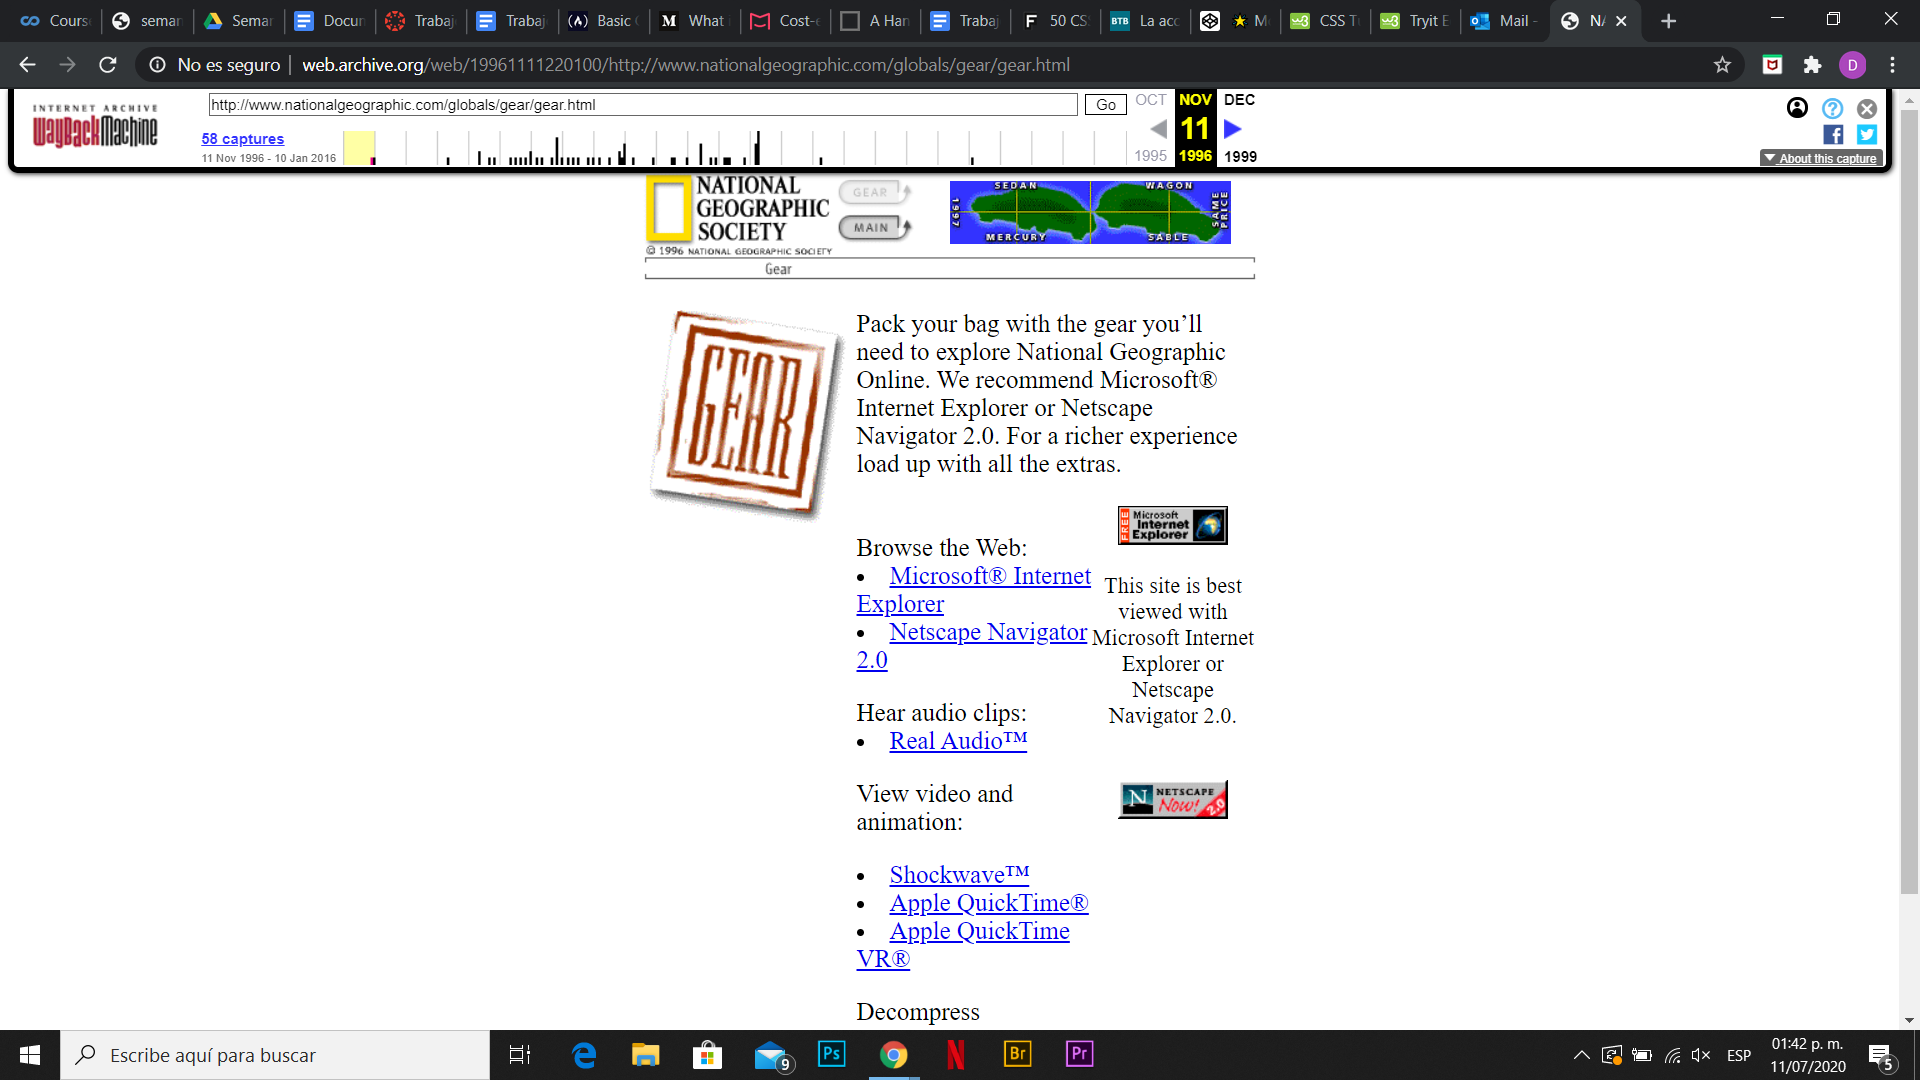 Cours
seman
Semar
Docun
Trabaj
Trabaj
Basic
What i
Cost-e
A Han
Trabaj
50 CS
La acc
CSS T
Tryit E
Mail -
No es seguro | web.archive.org/web/19961111220100/http://www.nationalgeographic.com/globals/gear/gear.html
D
INTERNET ARCHIVE
WayBackMachine
http://www.nationalgeographic.com/globals/gear/gear.html
Go
OCT NOV DEC
58 captures
11
11 Nov 1996 - 10 Jan 2016
1995 1996 1999
About this capture
NATIONAL
GEOGRAPHIC
SOCIETY
© 1996 NATIONAL GEOGRAPHIC SOCIETY
GEAR
MAIN
SEDAN WAGON
1997
SAME PRICE
MERCURY SABLE
Gear
GEAR
Pack your bag with the gear you’ll
need to explore National Geographic
Online. We recommend Microsoft®
Internet Explorer or Netscape
Navigator 2.0. For a richer experience
load up with all the extras.
FREE
Microsoft
Internet
Explorer
Browse the Web:
• Microsoft® Internet
Explorer
• Netscape Navigator
2.0
This site is best
viewed with
Microsoft Internet
Explorer or
Netscape
Navigator 2.0.
Hear audio clips:
• Real Audio™
N NETSCAPE
Now! 2.0
View video and
animation:
• Shockwave™
• Apple QuickTime®
• Apple QuickTime
VR®
Decompress
Escribe aquí para buscar
9
Ps
N
Br
Pr
ESP
01:42 p. m.
11/07/2020
5